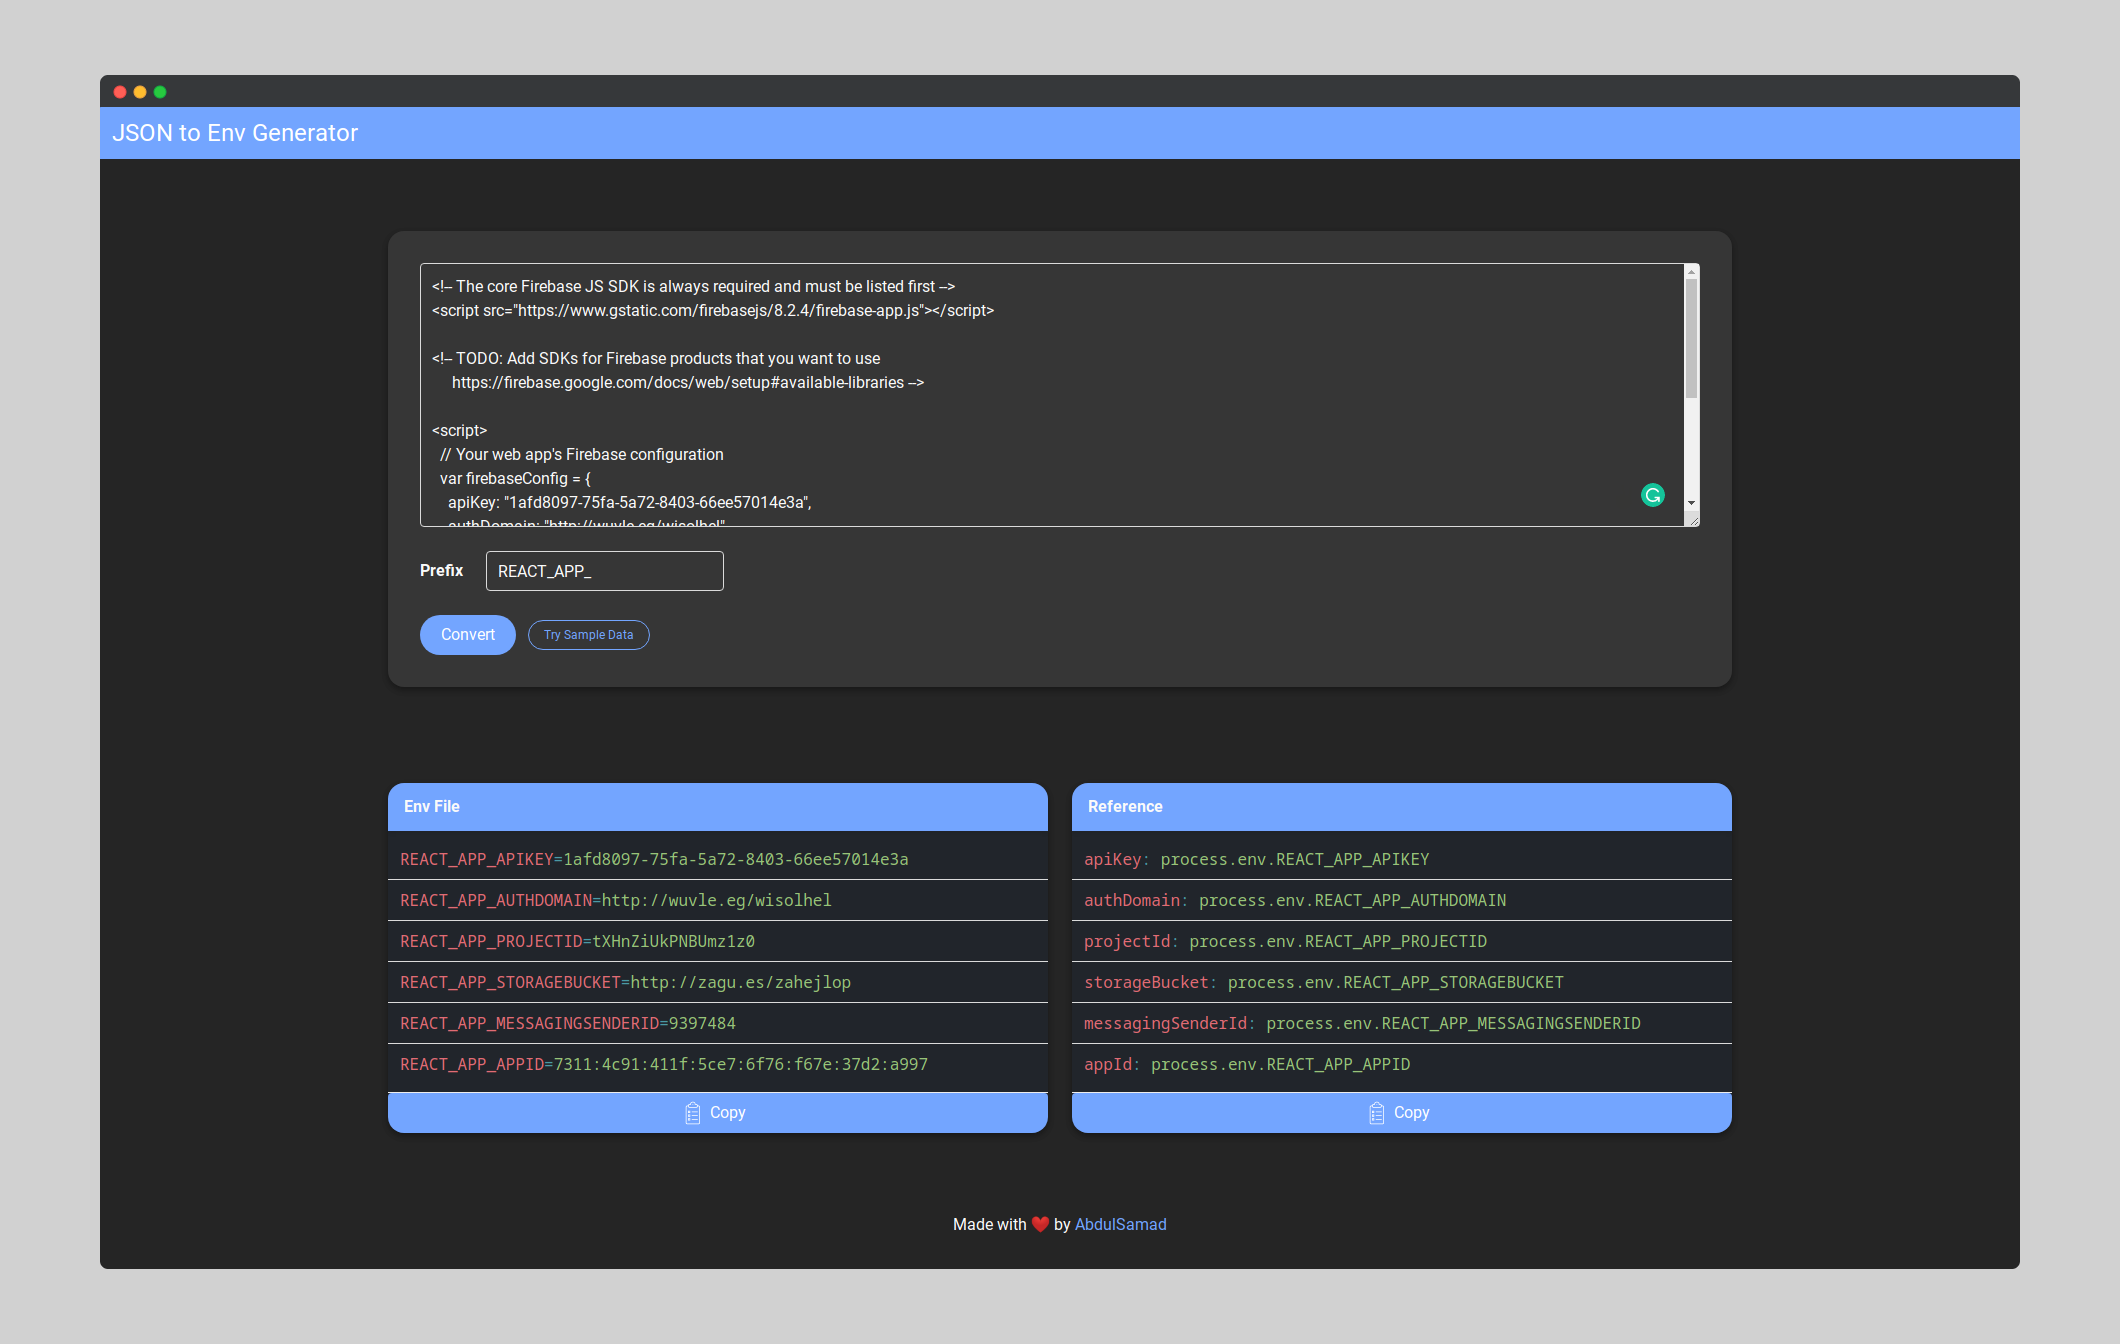 JSON to Env Generator
<!-- The core Firebase JS SDK is always required and must be listed first -->
<script src="https://www.gstatic.com/firebasejs/8.2.4/firebase-app.js"></script>
<!-- TODO: Add SDKs for Firebase products that you want to use
https://firebase.google.com/docs/web/setup#available-libraries -->
<script>
// Your web app's Firebase configuration
var firebaseConfig = {
apiKey: "1afd8097-75fa-5a72-8403-66ee57014e3a",
authDomain: "http://wuvle.eg/wisolhel",
Prefix REACT_APP_
Convert Try Sample Data
Env File
REACT_APP_APIKEY=1afd8097-75fa-5a72-8403-66ee57014e3a
REACT_APP_AUTHDOMAIN=http://wuvle.eg/wisolhel
REACT_APP_PROJECTID=tXHnZiUkPNBUmz1z0
REACT_APP_STORAGEBUCKET=http://zagu.es/zahejlop
REACT_APP_MESSAGINGSENDERID=9397484
REACT_APP_APPID=7311:4c91:411f:5ce7:6f76:f67e:37d2:a997
Copy
Reference
apiKey: process.env.REACT_APP_APIKEY
authDomain: process.env.REACT_APP_AUTHDOMAIN
projectId: process.env.REACT_APP_PROJECTID
storageBucket: process.env.REACT_APP_STORAGEBUCKET
messagingSenderId: process.env.REACT_APP_MESSAGINGSENDERID
appId: process.env.REACT_APP_APPID
Copy
Made with ❤️ by AbdulSamad